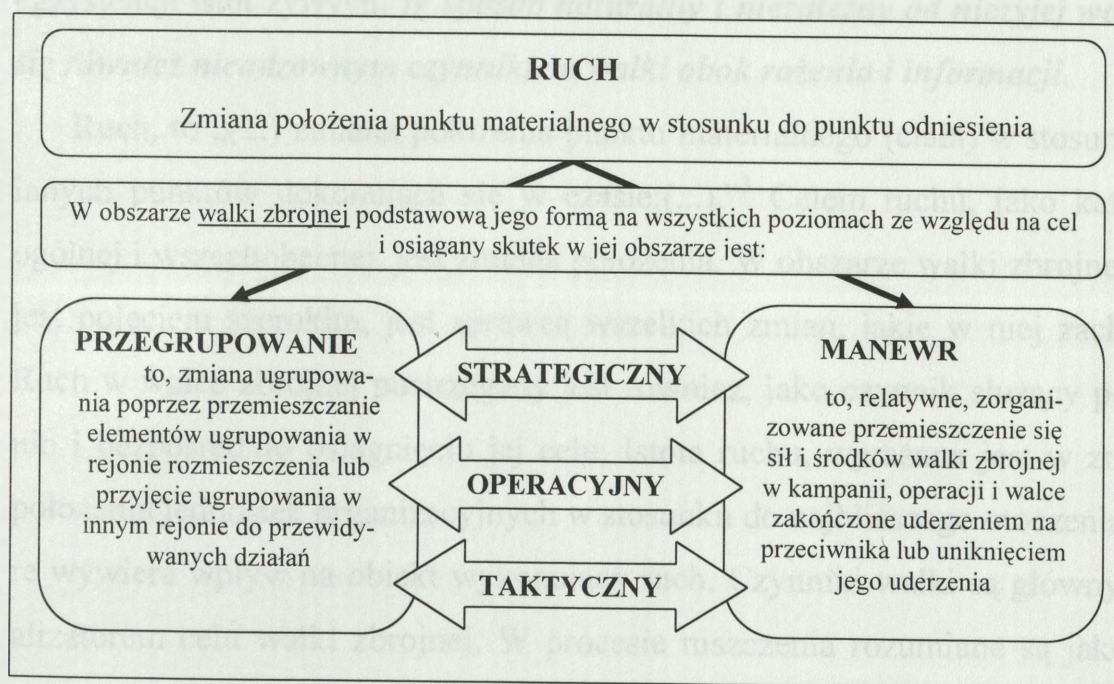 RUCH
Zmiana położenia punktu materialnego w stosunku do punktu odniesienia
W obszarze walki zbrojnej podstawową jego formą na wszystkich poziomach ze względu na cel
i osiągany skutek w jej obszarze jest:
PRZEGRUPOWANIE
to, zmiana ugrupowa-
nia poprzez przemieszczanie
elementów ugrupowania w
rejonie rozmieszczenia lub
przyjęcie ugrupowania w
innym rejonie do przewidy-
wanych działań
STRATEGICZNY
OPERACYJNY
TAKTYCZNY
MANEWR
to, relatywne, zorgani-
zowane przemieszczenie się
sił i środków walki zbrojnej
w kampanii, operacji i walce
zakończone uderzeniem na
przeciwnika lub uniknięciem
jego uderzenia